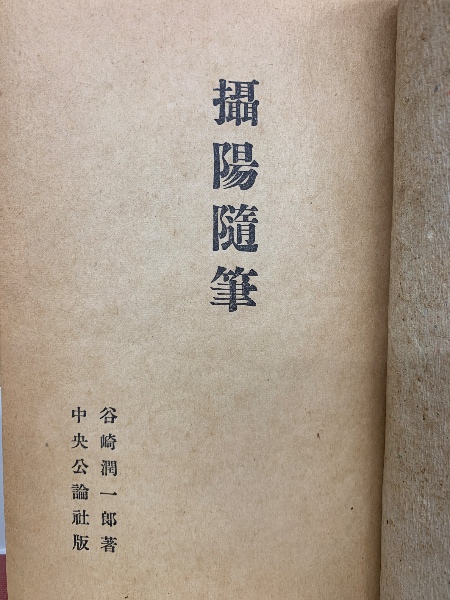 攝陽隨筆
谷崎潤一郎著
中央公論社版